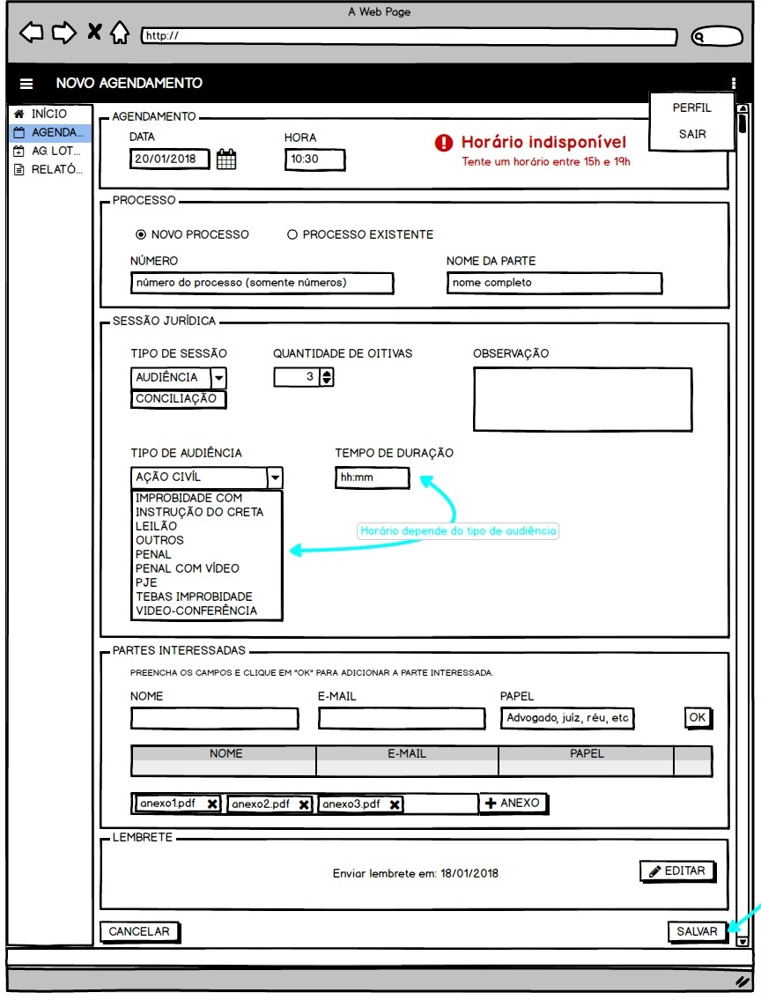 A Web Page
http://
NOVO AGENDAMENTO
PERFIL
SAIR
INÍCIO
AGENDA...
AG. LOT...
RELATÓ...
AGENDAMENTO
DATA
HORA
20/01/2018
10:30
Horário indisponível
Tente um horário entre 15h e 19h
PROCESSO
NOVO PROCESSO
PROCESSO EXISTENTE
NÚMERO
NOME DA PARTE
número do processo (somente números)
nome completo
SESSÃO JURÍDICA
TIPO DE SESSÃO
QUANTIDADE DE OITIVAS
OBSERVAÇÃO
AUDIÊNCIA
3
CONCILIAÇÃO
TIPO DE AUDIÊNCIA
TEMPO DE DURAÇÃO
AÇÃO CIVÍL
hh:mm
IMPROBIDADE COM
INSTRUÇÃO DO CRETA
LEILÃO
OUTROS
PENAL
PENAL COM VÍDEO
PJE
TEBAS IMPROBIDADE
VIDEO-CONFERÊNCIA
Horário depende do tipo de audiência
PARTES INTERESSADAS
PREENCHA OS CAMPOS E CLIQUE EM "OK" PARA ADICIONAR A PARTE INTERESSADA.
NOME
E-MAIL
PAPEL
Advogado, juíz, réu, etc
OK
NOME
E-MAIL
PAPEL
anexo1.pdf
anexo2.pdf
anexo3.pdf
ANEXO
LEMBRETE
Enviar lembrete em: 18/01/2018
EDITAR
CANCELAR
SALVAR